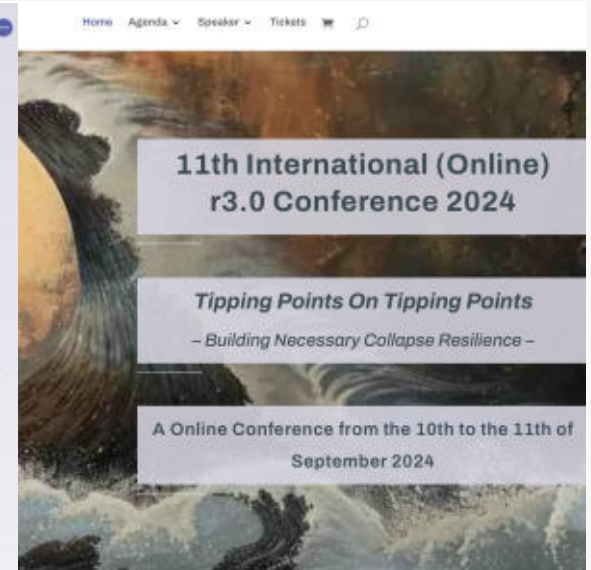 Home Agenda Speaker Tickets
11th International (Online)
r3.0 Conference 2024
Tipping Points On Tipping Points
– Building Necessary Collapse Resilience –
A Online Conference from the 10th to the 11th of
September 2024